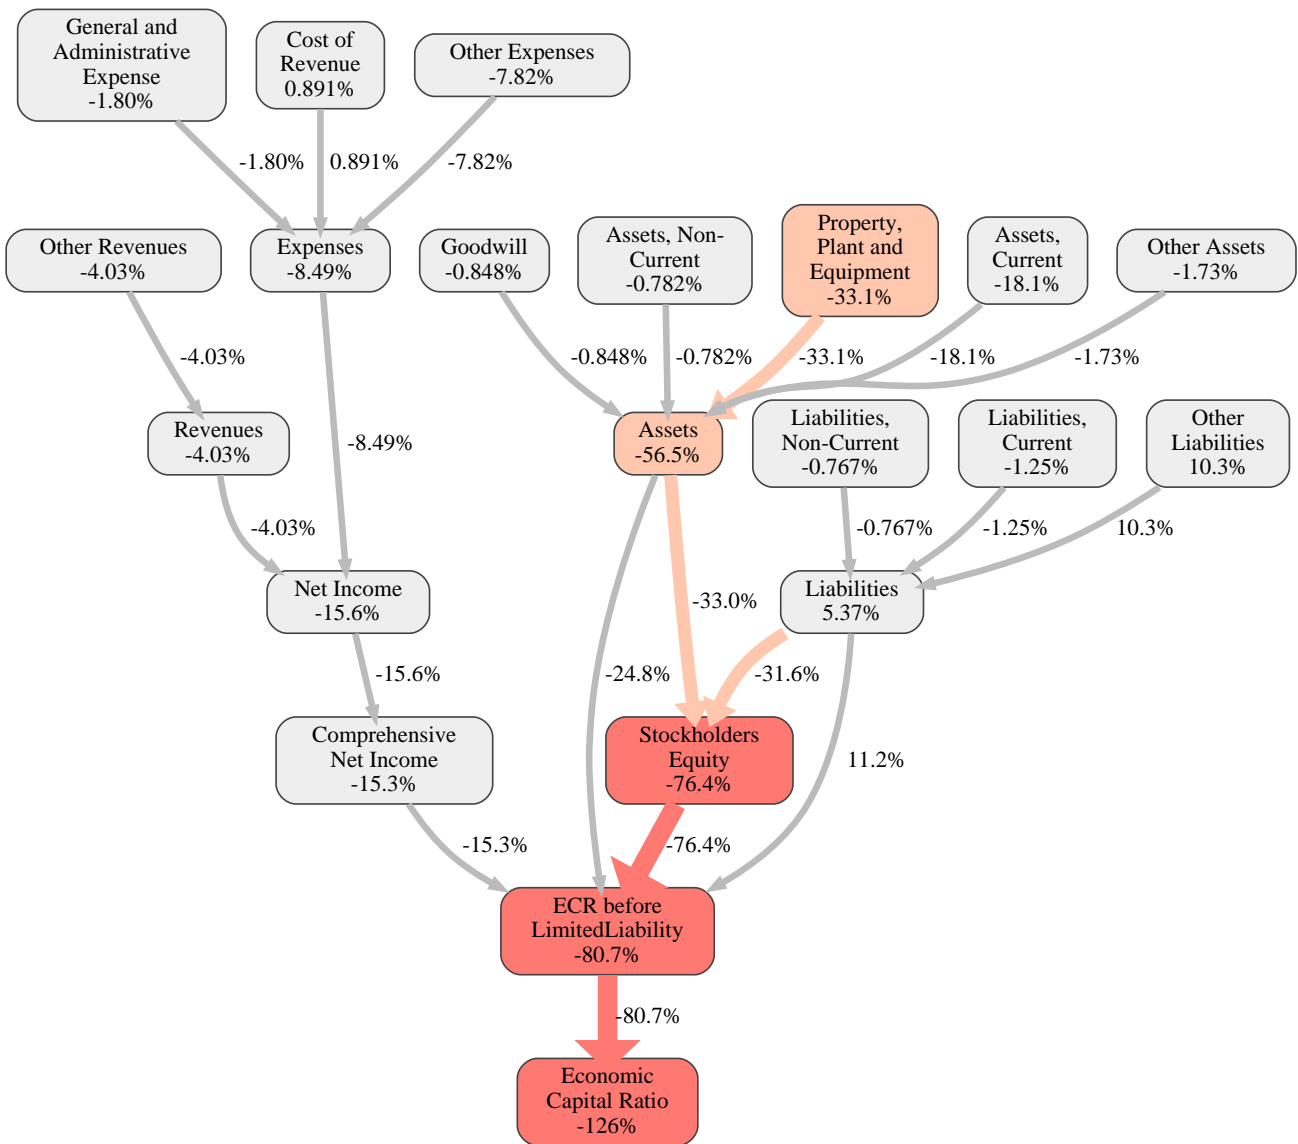 General and
Administrative
Expense
-1.80%
Cost of
Revenue
0.891%
Other Expenses
-7.82%
-1.80%
0.891%
-7.82%
Other Revenues
-4.03%
Expenses
-8.49%
Goodwill
-0.848%
Assets, Non-
Current
-0.782%
Property,
Plant and
Equipment
-33.1%
Assets,
Current
-18.1%
Other Assets
-1.73%
-4.03%
-0.848%
-0.782%
-33.1%
-18.1%
-1.73%
Revenues
-4.03%
-8.49%
Assets
-56.5%
Liabilities,
Non-Current
-0.767%
Liabilities,
Current
-1.25%
Other
Liabilities
10.3%
-4.03%
-0.767%
-1.25%
10.3%
Net Income
-15.6%
-33.0%
Liabilities
5.37%
-15.6%
-24.8%
-31.6%
Comprehensive
Net Income
-15.3%
Stockholders
Equity
-76.4%
11.2%
-15.3%
-76.4%
ECR before
LimitedLiability
-80.7%
-80.7%
Economic
Capital Ratio
-126%